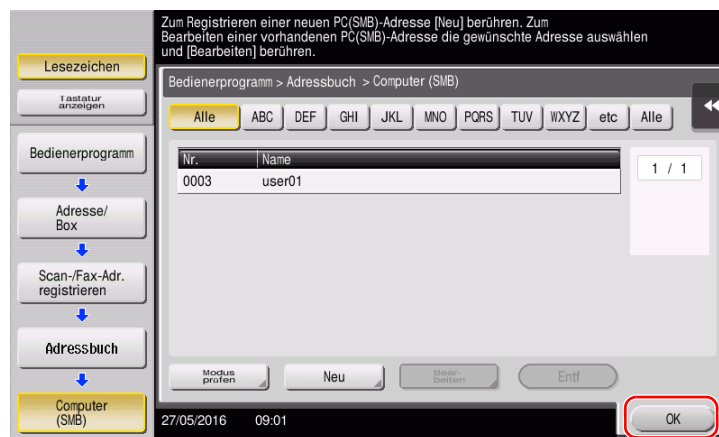 Zum Registrieren einer neuen PC(SMB)-Adresse [Neu] berühren. Zum
Bearbeiten einer vorhandenen PC(SMB)-Adresse die gewünschte Adresse auswählen
und [Bearbeiten] berühren.
Lesezeichen
Tastatur
anzeigen
Bedienerprogramm
Adresse/
Box
Scan-/Fax-Adr.
registrieren
Adressbuch
Computer
(SMB)
Bedienerprogramm > Adressbuch > Computer (SMB)
Alle ABC DEF GHI JKL MNO PQRS TUV WXYZ etc Alle
Nr. Name
0003 user01
1 / 1
Modus
prüfen
Neu
Bear-
beiten
Entf
27/05/2016 09:01
OK